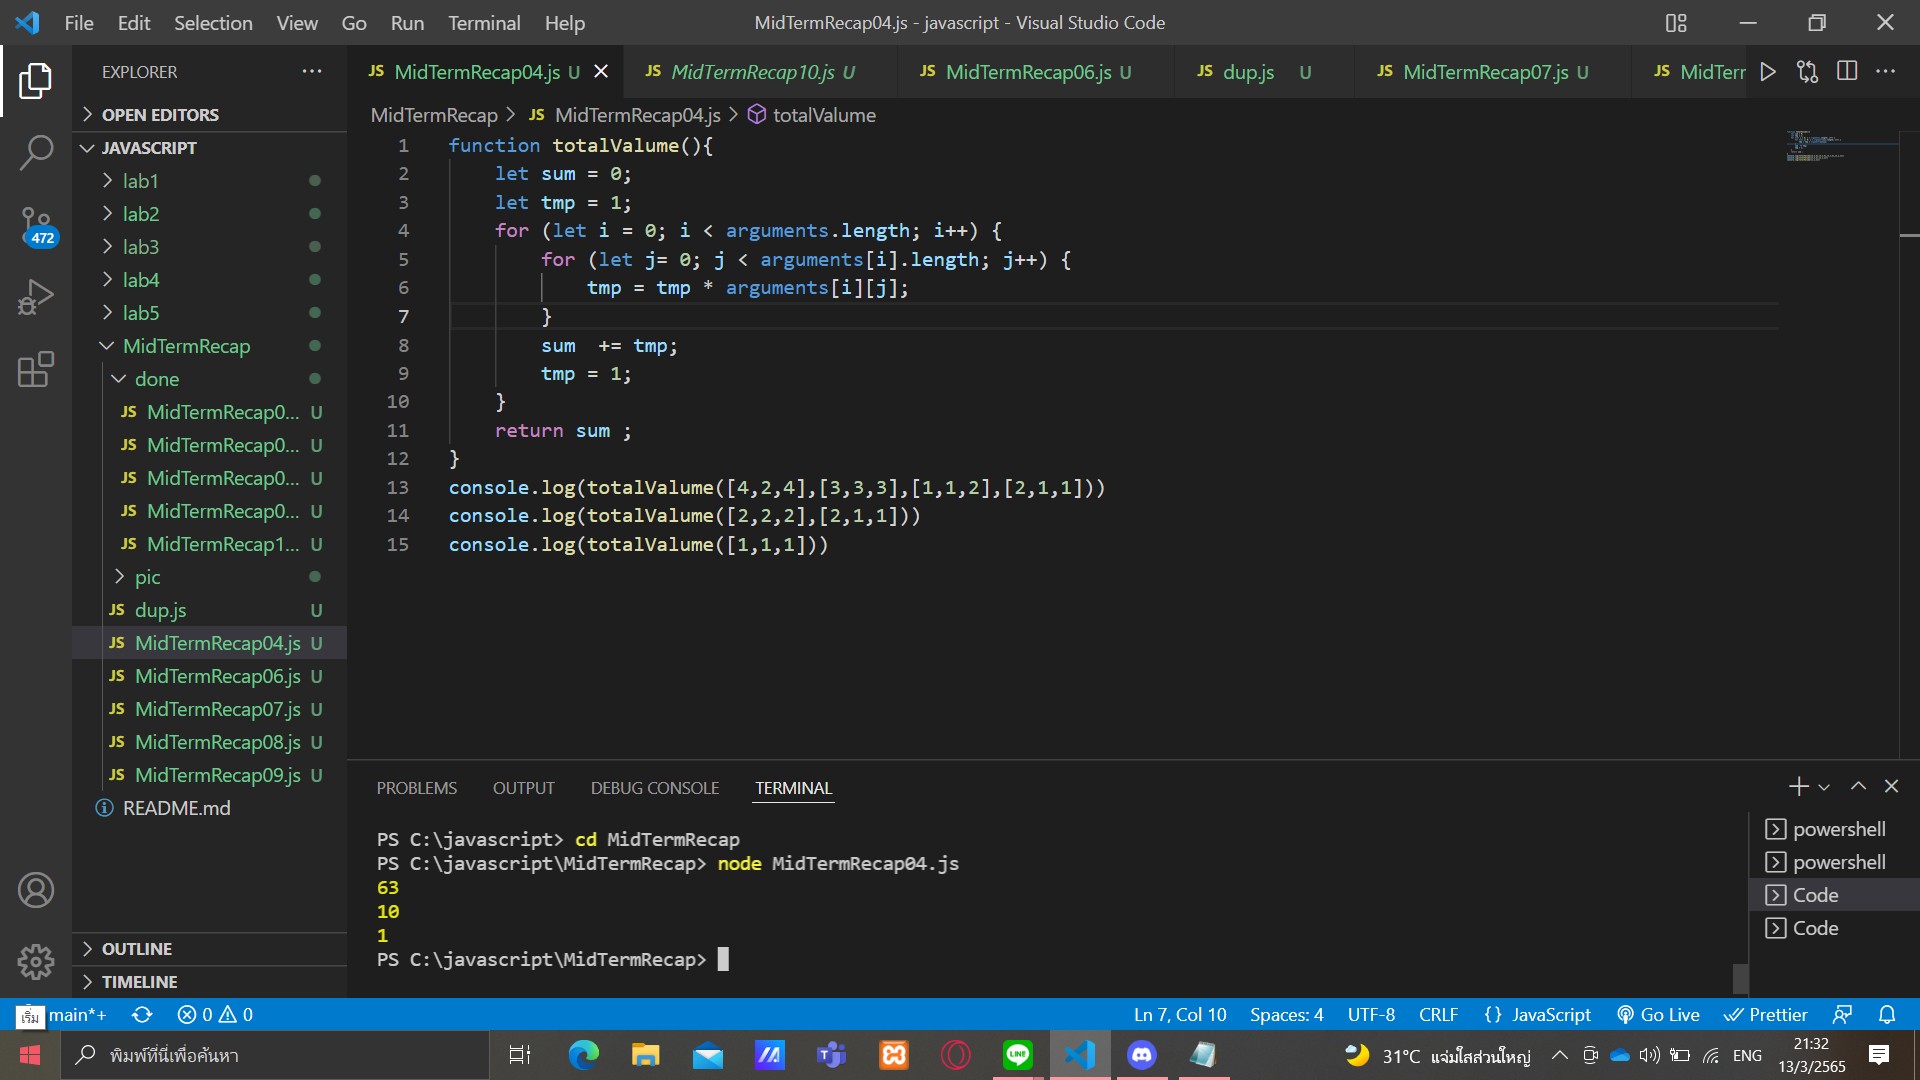 File Edit Selection View Go Run Terminal Help
MidTermRecap04.js - javascript - Visual Studio Code
EXPLORER
OPEN EDITORS
JAVASCRIPT
lab1
lab2
lab3
lab4
lab5
MidTermRecap
done
JS MidTermRecap0... U
JS MidTermRecap0... U
JS MidTermRecap0... U
JS MidTermRecap0... U
JS MidTermRecap1... U
pic
JS dup.js U
JS MidTermRecap04.js U
JS MidTermRecap06.js U
JS MidTermRecap07.js U
JS MidTermRecap08.js U
JS MidTermRecap09.js U
README.md
OUTLINE
TIMELINE
472
JS MidTermRecap04.js U JS MidTermRecap10.js U JS MidTermRecap06.js U JS dup.js U JS MidTermRecap07.js U JS MidTerr
MidTermRecap > JS MidTermRecap04.js > totalValume
1 function totalValume(){
2 let sum = 0;
3 let tmp = 1;
4 for (let i = 0; i < arguments.length; i++) {
5 for (let j= 0; j < arguments[i].length; j++) {
6 tmp = tmp * arguments[i][j];
7 }
8 sum  += tmp;
9 tmp = 1;
10 }
11 return sum ;
12 }
13 console.log(totalValume([4,2,4],[3,3,3],[1,1,2],[2,1,1]))
14 console.log(totalValume([2,2,2],[2,1,1]))
15 console.log(totalValume([1,1,1]))
PROBLEMS OUTPUT DEBUG CONSOLE TERMINAL
PS C:\javascript> cd MidTermRecap
PS C:\javascript\MidTermRecap> node MidTermRecap04.js
63
10
1
PS C:\javascript\MidTermRecap>
powershell
powershell
Code
Code
เริ่ม main*+ 0 0 Ln 7, Col 10 Spaces: 4 UTF-8 CRLF {} JavaScript Go Live Prettier
พิมพ์ที่นี่เพื่อค้นหา
LINE
31°C แจ่มใสส่วนใหญ่ ENG
21:32
13/3/2565